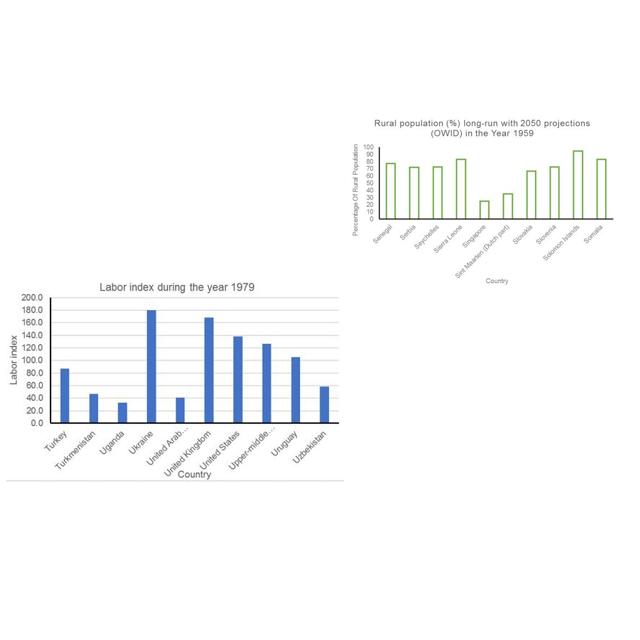 Rural population (%) long-run with 2050 projections
(OWID) in the Year 1959
Percentage Of Rural Population
100
90
80
70
60
50
40
30
20
10
0
Senegal
Serbia
Seychelles
Sierra Leone
Singapore
Sint Maarten (Dutch part)
Slovakia
Slovenia
Solomon Islands
Somalia
Country
Labor index during the year 1979
Labor index
200.0
180.0
160.0
140.0
120.0
100.0
80.0
60.0
40.0
20.0
0.0
Turkey
Turkmenistan
Uganda
Ukraine
United Arab...
United Kingdom
United States
Upper-middle...
Uruguay
Uzbekistan
Country